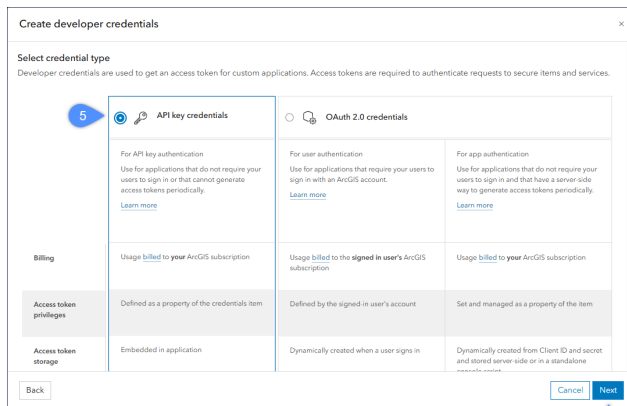 Create developer credentials
×
Select credential type
Developer credentials are used to get an access token for custom applications. Access tokens are required to authenticate requests to secure items and services.
5
API key credentials
OAuth 2.0 credentials
For API key authentication
Use for applications that do not require your
users to sign in or that cannot generate
access tokens periodically.
Learn more
For user authentication
Use for applications that require your users to
sign in with an ArcGIS account.
Learn more
For app authentication
Use for applications that do not require your
users to sign in and that have a server-side
way to generate access tokens periodically.
Learn more
Billing
Usage billed to your ArcGIS subscription
Usage billed to the signed in user's ArcGIS
subscription
Usage billed to your ArcGIS subscription
Access token
privileges
Defined as a property of the credentials item
Defined by the signed-in user's account
Set and managed as a property of the item
Access token
storage
Embedded in application
Dynamically created when a user signs in
Dynamically created from Client ID and secret
and stored server-side or in a standalone
console script
Back
Cancel
Next